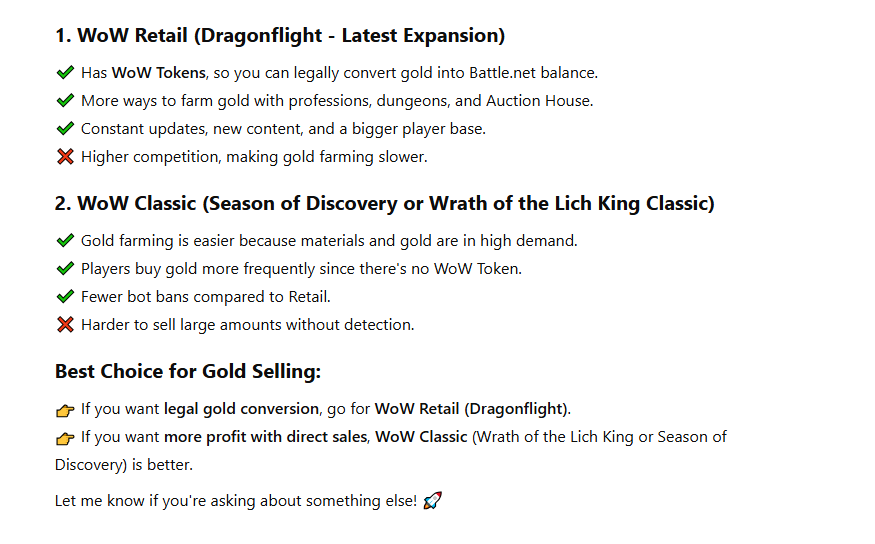 1. WoW Retail (Dragonflight - Latest Expansion)
✔ Has WoW Tokens, so you can legally convert gold into Battle.net balance.
✔ More ways to farm gold with professions, dungeons, and Auction House.
✔ Constant updates, new content, and a bigger player base.
❌ Higher competition, making gold farming slower.
2. WoW Classic (Season of Discovery or Wrath of the Lich King Classic)
✔ Gold farming is easier because materials and gold are in high demand.
✔ Players buy gold more frequently since there's no WoW Token.
✔ Fewer bot bans compared to Retail.
❌ Harder to sell large amounts without detection.
Best Choice for Gold Selling:
👉 If you want legal gold conversion, go for WoW Retail (Dragonflight).
👉 If you want more profit with direct sales, WoW Classic (Wrath of the Lich King or Season of
Discovery) is better.
Let me know if you're asking about something else! 🚀